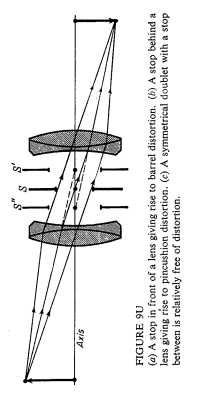 S'
S
S"
Axis
FIGURE 9U
(a) A stop in front of a lens giving rise to barrel distortion. (b) A stop behind a
lens giving rise to pincushion distortion. (c) A symmetrical doublet with a stop
between is relatively free of distortion.